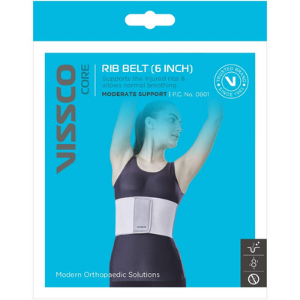 VISSCO
CORE
RIB BELT (6 INCH)
Supports the injured ribs &
allows normal breathing
MODERATE SUPPORT | P.C. No. 0601
Modern Orthopaedic Solutions